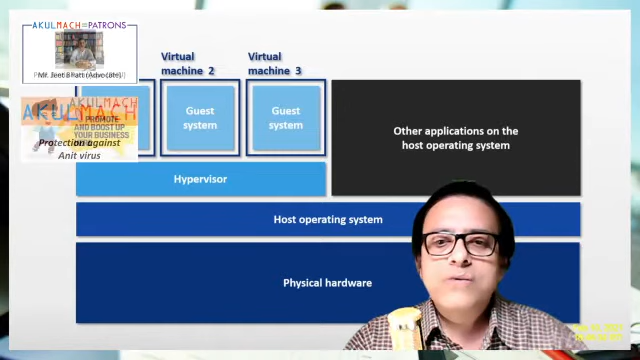 AKULMACH=PATRONS
Mr. Jeet Bhatt (Advocate)
AKULMACH
PROMOTE
AND BOOST UP
YOUR BUSINESS
Protection against
Anit virus
Virtual
machine 2
Virtual
machine 3
Guest
system
Guest
system
Other applications on the
host operating system
Hypervisor
Host operating system
Physical hardware